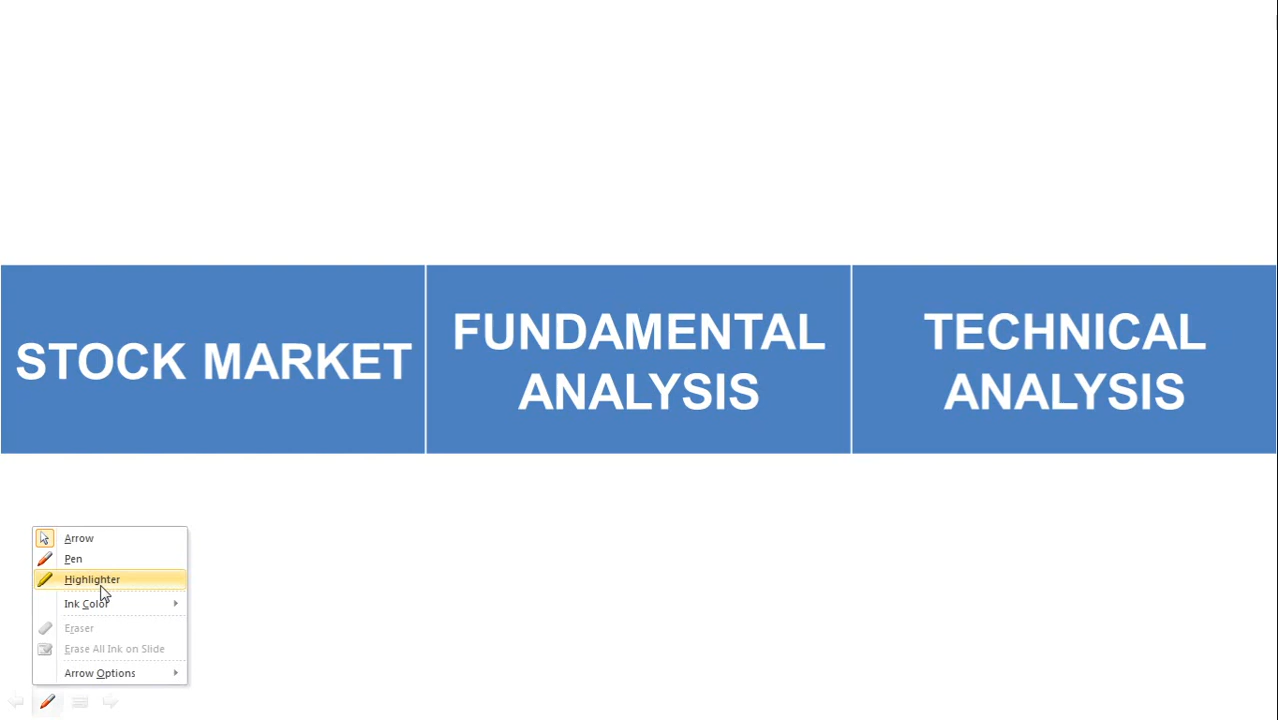 STOCK MARKET
FUNDAMENTAL
ANALYSIS
TECHNICAL
ANALYSIS
Arrow
Pen
Highlighter
Ink Color
Eraser
Erase All Ink on Slide
Arrow Options